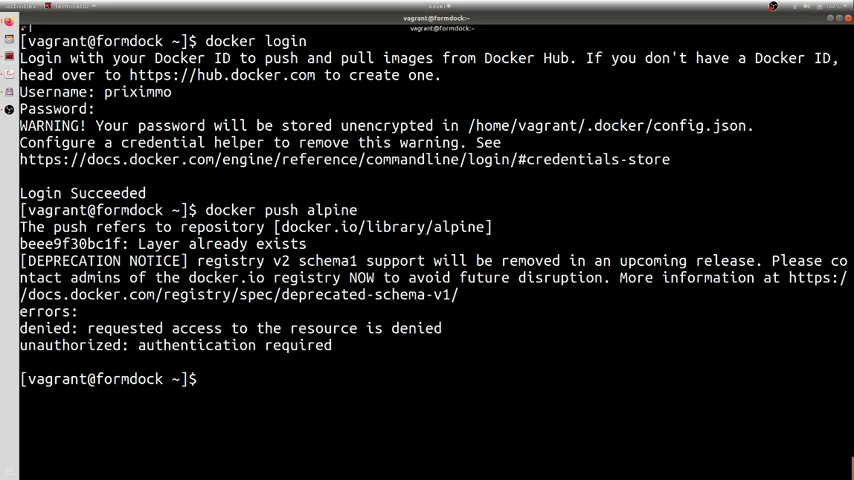 Activities Terminator
vagrant@formdock:~
vagrant@formdock:~
[vagrant@formdock ~]$ docker login
Login with your Docker ID to push and pull images from Docker Hub. If you don't have a Docker ID,
head over to https://hub.docker.com to create one.
Username: priximmo
Password:
WARNING! Your password will be stored unencrypted in /home/vagrant/.docker/config.json.
Configure a credential helper to remove this warning. See
https://docs.docker.com/engine/reference/commandline/login/#credentials-store
Login Succeeded
[vagrant@formdock ~]$ docker push alpine
The push refers to repository [docker.io/library/alpine]
beee9f30bc1f: Layer already exists
[DEPRECATION NOTICE] registry v2 schema1 support will be removed in an upcoming release. Please co
ntact admins of the docker.io registry NOW to avoid future disruption. More information at https:/
/docs.docker.com/registry/spec/deprecated-schema-v1/
errors:
denied: requested access to the resource is denied
unauthorized: authentication required
[vagrant@formdock ~]$